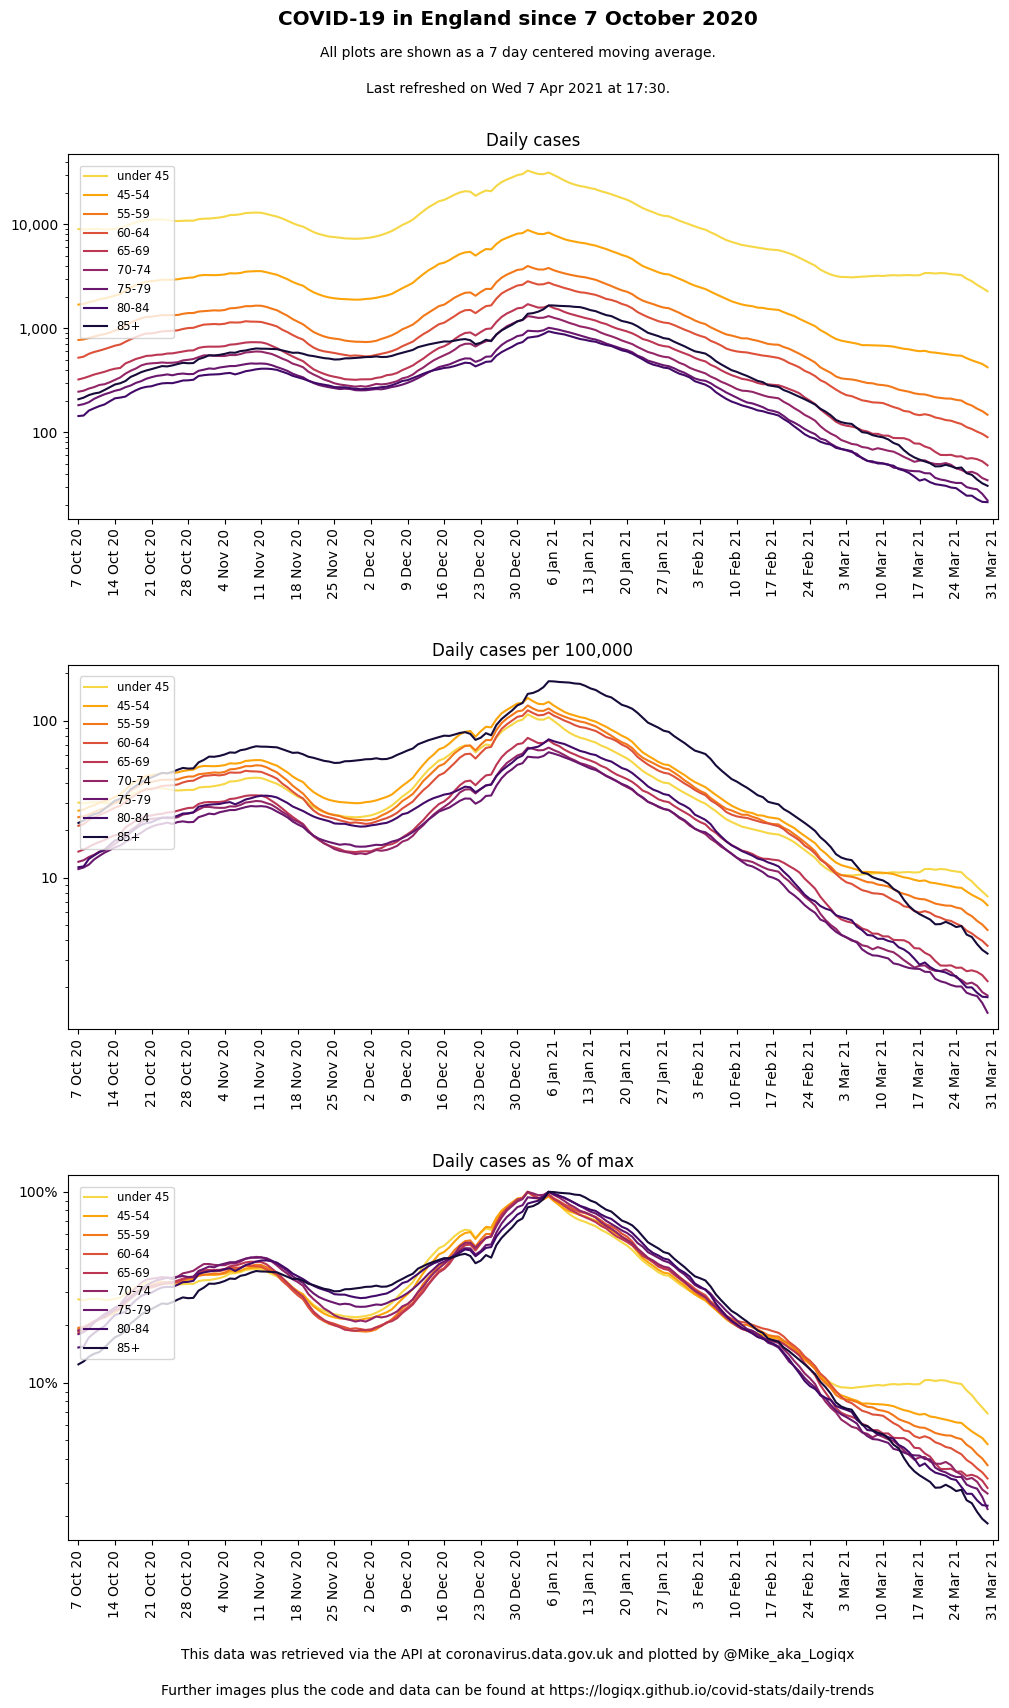 COVID-19 in England since 7 October 2020
All plots are shown as a 7 day centered moving average.
Last refreshed on Wed 7 Apr 2021 at 17:30.
Daily cases
under 45
45-54
55-59
60-64
65-69
70-74
75-79
80-84
85+
10,000
1,000
100
7 Oct 20
14 Oct 20
21 Oct 20
28 Oct 20
4 Nov 20
11 Nov 20
18 Nov 20
25 Nov 20
2 Dec 20
9 Dec 20
16 Dec 20
23 Dec 20
30 Dec 20
6 Jan 21
13 Jan 21
20 Jan 21
27 Jan 21
3 Feb 21
10 Feb 21
17 Feb 21
24 Feb 21
3 Mar 21
10 Mar 21
17 Mar 21
24 Mar 21
31 Mar 21
Daily cases per 100,000
under 45
45-54
55-59
60-64
65-69
70-74
75-79
80-84
85+
100
10
7 Oct 20
14 Oct 20
21 Oct 20
28 Oct 20
4 Nov 20
11 Nov 20
18 Nov 20
25 Nov 20
2 Dec 20
9 Dec 20
16 Dec 20
23 Dec 20
30 Dec 20
6 Jan 21
13 Jan 21
20 Jan 21
27 Jan 21
3 Feb 21
10 Feb 21
17 Feb 21
24 Feb 21
3 Mar 21
10 Mar 21
17 Mar 21
24 Mar 21
31 Mar 21
Daily cases as % of max
under 45
45-54
55-59
60-64
65-69
70-74
75-79
80-84
85+
100%
10%
7 Oct 20
14 Oct 20
21 Oct 20
28 Oct 20
4 Nov 20
11 Nov 20
18 Nov 20
25 Nov 20
2 Dec 20
9 Dec 20
16 Dec 20
23 Dec 20
30 Dec 20
6 Jan 21
13 Jan 21
20 Jan 21
27 Jan 21
3 Feb 21
10 Feb 21
17 Feb 21
24 Feb 21
3 Mar 21
10 Mar 21
17 Mar 21
24 Mar 21
31 Mar 21
This data was retrieved via the API at coronavirus.data.gov.uk and plotted by @Mike_aka_Logiqx
Further images plus the code and data can be found at https://logiqx.github.io/covid-stats/daily-trends